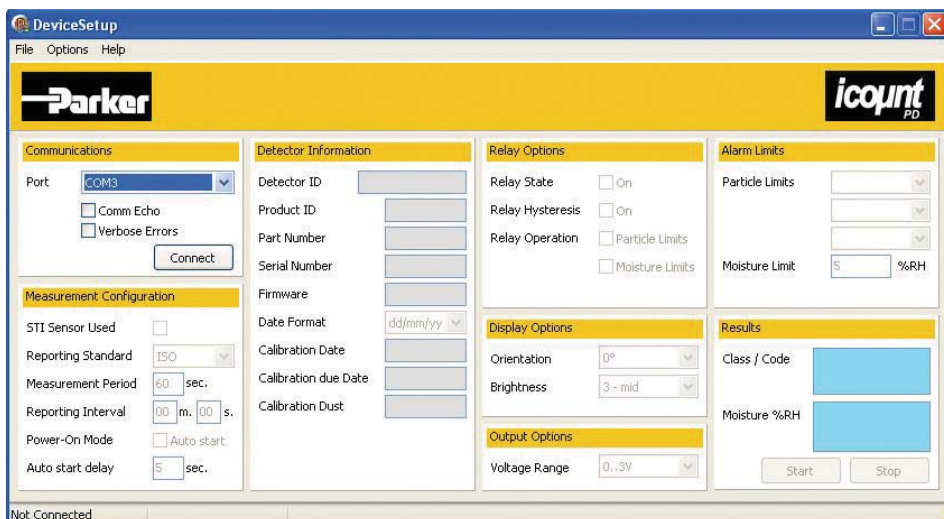 DeviceSetup
File Options Help
Parker
icount
PD
Communications
Port COM3
Comm Echo
Verbose Errors
Connect
Measurement Configuration
STI Sensor Used
Reporting Standard ISO
Measurement Period 60 sec.
Reporting Interval 00 m. 00 s.
Power-On Mode Auto start
Auto start delay 5 sec.
Detector Information
Detector ID
Product ID
Part Number
Serial Number
Firmware
Date Format dd/mm/yy
Calibration Date
Calibration due Date
Calibration Dust
Relay Options
Relay State On
Relay Hysteresis On
Relay Operation Particle Limits
Moisture Limits
Display Options
Orientation 0°
Brightness 3 - mid
Output Options
Voltage Range 0..3V
Alarm Limits
Particle Limits
Moisture Limit 5 %RH
Results
Class / Code
Moisture %RH
Start Stop
Not Connected